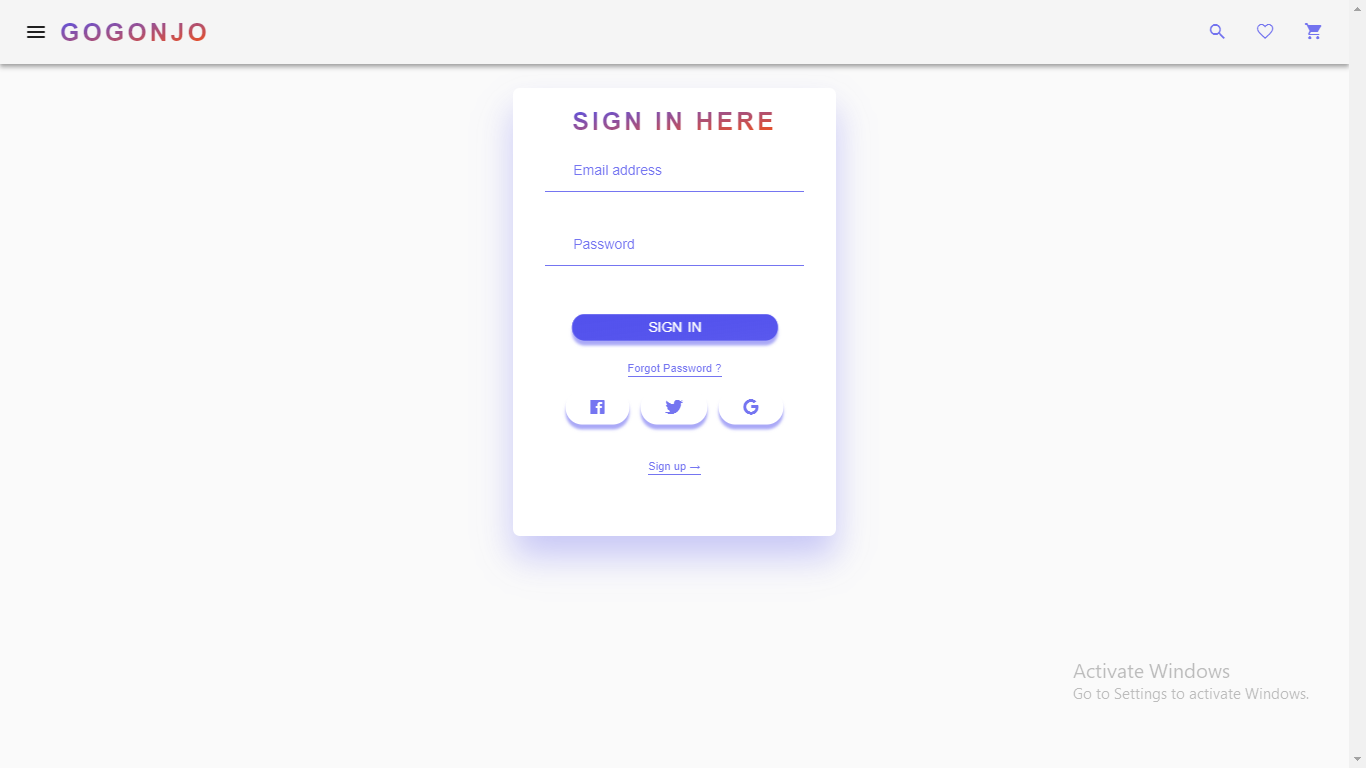 GOGONJO
SIGN IN HERE
Email address
Password
SIGN IN
Forgot Password ?
Sign up →
Activate Windows
Go to Settings to activate Windows.